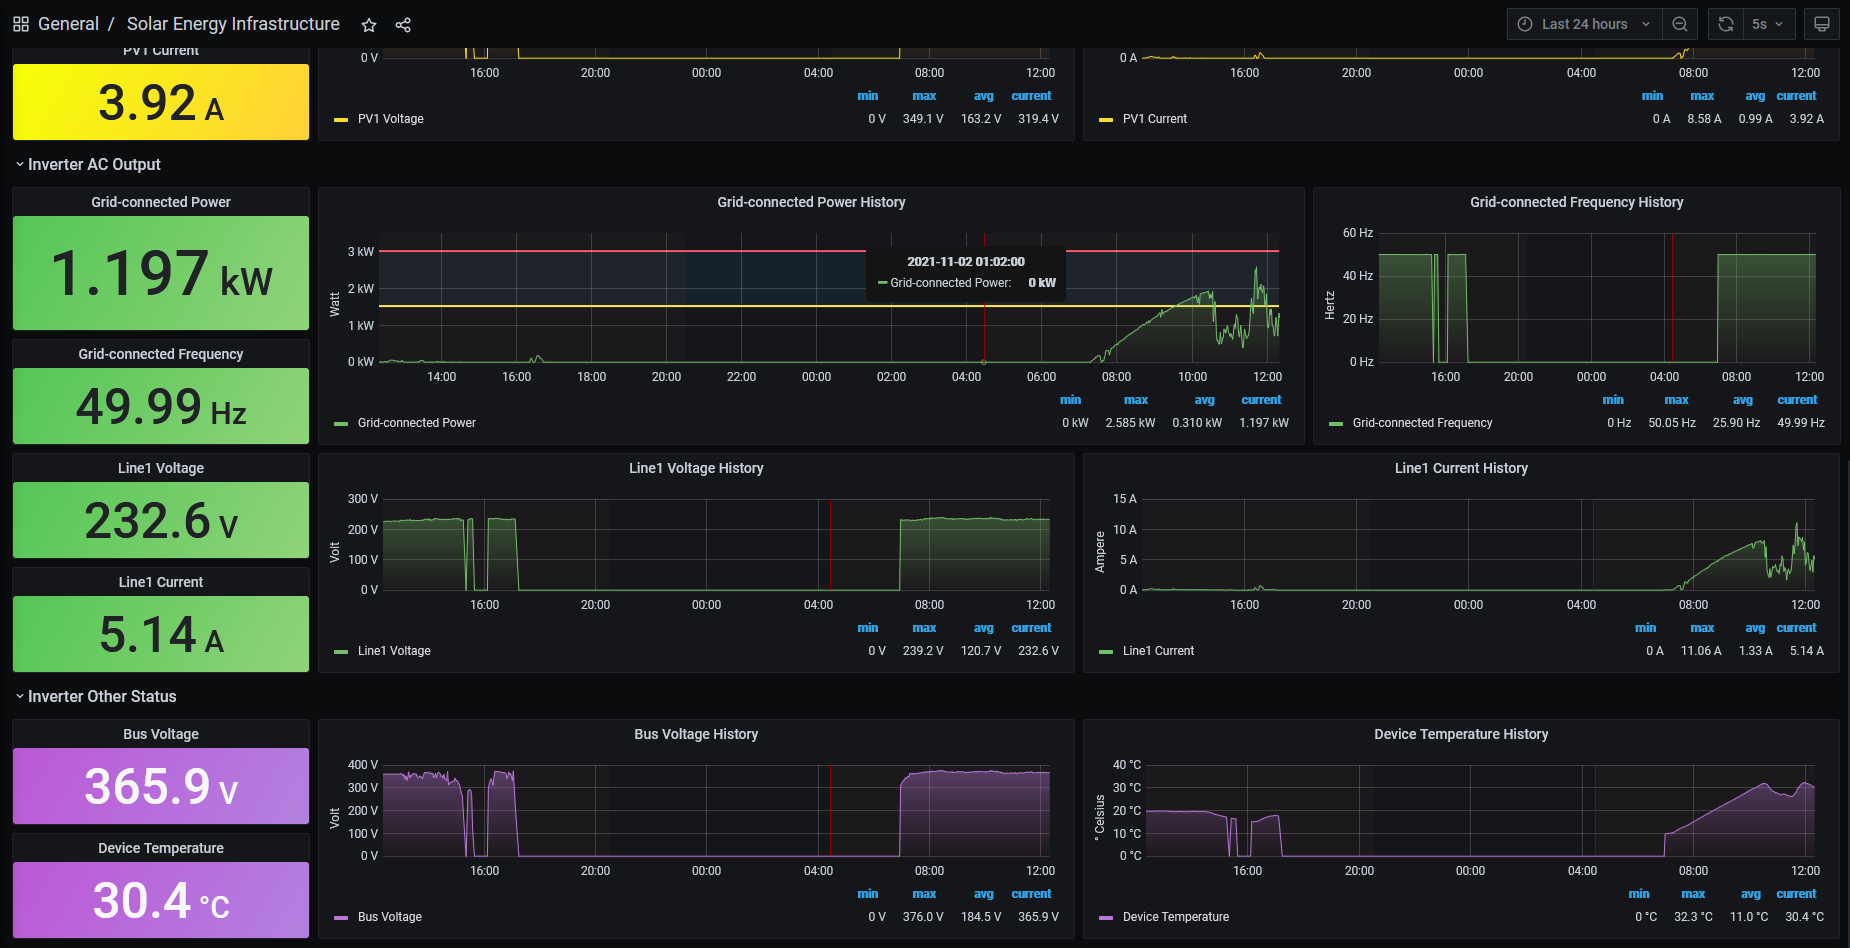 General / Solar Energy Infrastructure
Last 24 hours
5s
PV1 Current
3.92 A
0 V
16:00 20:00 00:00 04:00 08:00 12:00
min max avg current
PV1 Voltage 0 V 349.1 V 163.2 V 319.4 V
0 A
16:00 20:00 00:00 04:00 08:00 12:00
min max avg current
PV1 Current 0 A 8.58 A 0.99 A 3.92 A
Inverter AC Output
Grid-connected Power
1.197 kW
Grid-connected Frequency
49.99 Hz
Grid-connected Power History
Watt
3 kW
2 kW
1 kW
0 kW
2021-11-02 01:02:00
Grid-connected Power: 0 kW
14:00 16:00 18:00 20:00 22:00 00:00 02:00 04:00 06:00 08:00 10:00 12:00
min max avg current
Grid-connected Power 0 kW 2.585 kW 0.310 kW 1.197 kW
Grid-connected Frequency History
Hertz
60 Hz
40 Hz
20 Hz
0 Hz
16:00 20:00 00:00 04:00 08:00 12:00
min max avg current
Grid-connected Frequency 0 Hz 50.05 Hz 25.90 Hz 49.99 Hz
Line1 Voltage
232.6 V
Line1 Current
5.14 A
Line1 Voltage History
Volt
300 V
200 V
100 V
0 V
16:00 20:00 00:00 04:00 08:00 12:00
min max avg current
Line1 Voltage 0 V 239.2 V 120.7 V 232.6 V
Line1 Current History
Ampere
15 A
10 A
5 A
0 A
16:00 20:00 00:00 04:00 08:00 12:00
min max avg current
Line1 Current 0 A 11.06 A 1.33 A 5.14 A
Inverter Other Status
Bus Voltage
365.9 V
Device Temperature
30.4 °C
Bus Voltage History
Volt
400 V
300 V
200 V
100 V
0 V
16:00 20:00 00:00 04:00 08:00 12:00
min max avg current
Bus Voltage 0 V 376.0 V 184.5 V 365.9 V
Device Temperature History
° Celsius
40 °C
30 °C
20 °C
10 °C
0 °C
16:00 20:00 00:00 04:00 08:00 12:00
min max avg current
Device Temperature 0 °C 32.3 °C 11.0 °C 30.4 °C